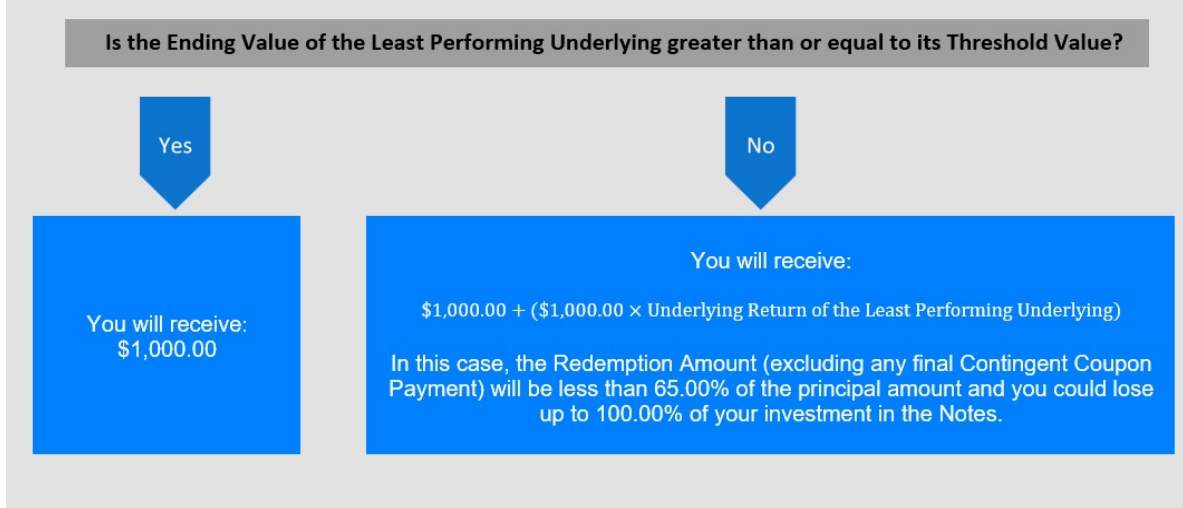 Is the Ending Value of the Least Performing Underlying greater than or equal to its Threshold Value?
Yes
No
You will receive:
$1,000.00
You will receive:
$1,000.00 + ($1,000.00 × Underlying Return of the Least Performing Underlying)
In this case, the Redemption Amount (excluding any final Contingent Coupon
Payment) will be less than 65.00% of the principal amount and you could lose
up to 100.00% of your investment in the Notes.